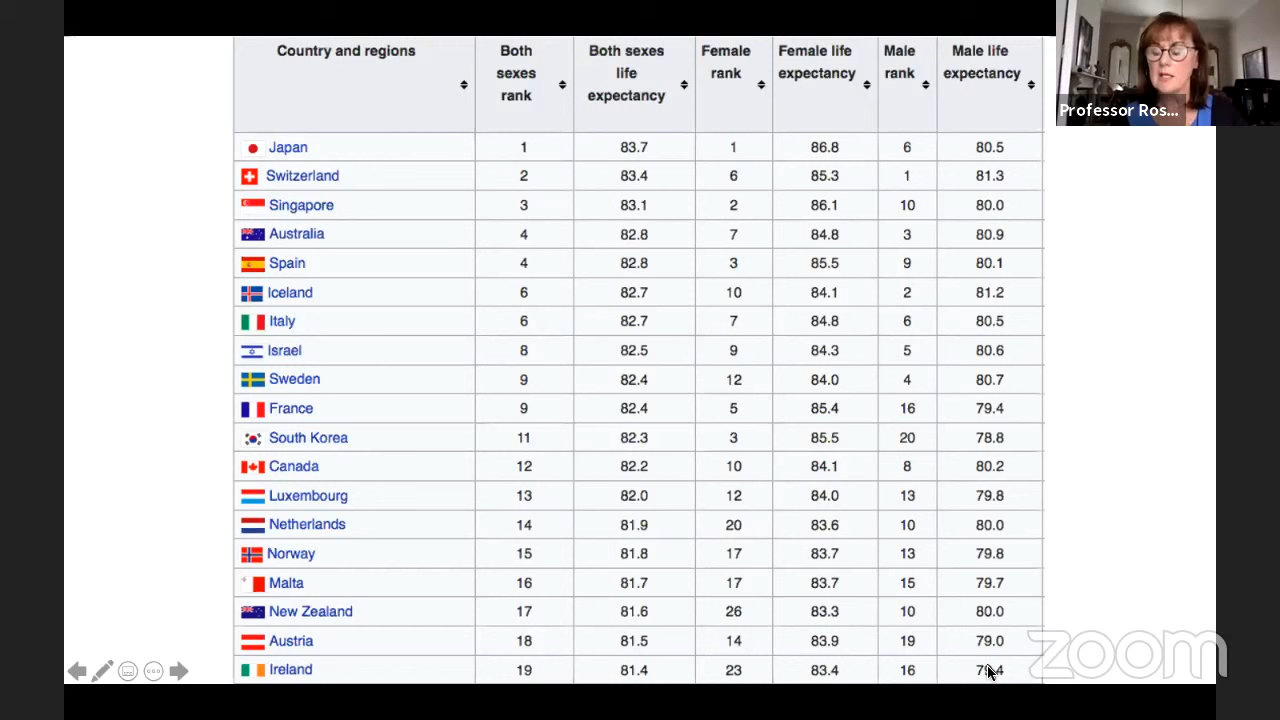 Country and regions Both sexes rank Both sexes life expectancy Female rank Female life expectancy Male rank Male life expectancy
Japan 1 83.7 1 86.8 6 80.5
Switzerland 2 83.4 6 85.3 1 81.3
Singapore 3 83.1 2 86.1 10 80.0
Australia 4 82.8 7 84.8 3 80.9
Spain 4 82.8 3 85.5 9 80.1
Iceland 6 82.7 10 84.1 2 81.2
Italy 6 82.7 7 84.8 6 80.5
Israel 8 82.5 9 84.3 5 80.6
Sweden 9 82.4 12 84.0 4 80.7
France 9 82.4 5 85.4 16 79.4
South Korea 11 82.3 3 85.5 20 78.8
Canada 12 82.2 10 84.1 8 80.2
Luxembourg 13 82.0 12 84.0 13 79.8
Netherlands 14 81.9 20 83.6 10 80.0
Norway 15 81.8 17 83.7 13 79.8
Malta 16 81.7 17 83.7 15 79.7
New Zealand 17 81.6 26 83.3 10 80.0
Austria 18 81.5 14 83.9 19 79.0
Ireland 19 81.4 23 83.4 16 79.4
Professor Ros...
zoom